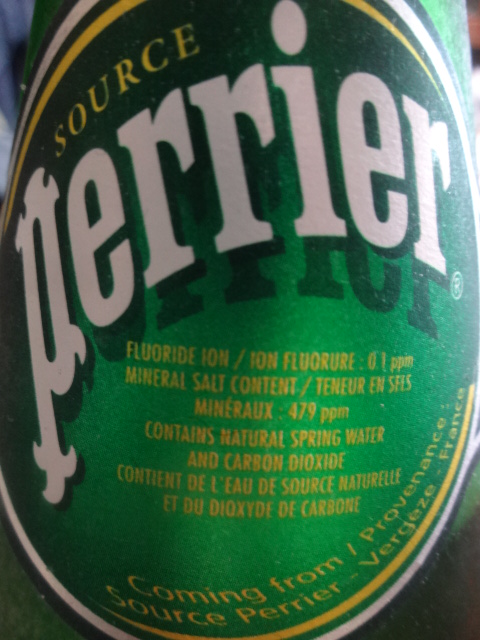 SOURCE
perrier®
FLUORIDE ION / ION FLUORURE : 0.1 ppm
MINERAL SALT CONTENT / TENEUR EN SELS
MINÉRAUX : 479 ppm
CONTAINS NATURAL SPRING WATER
AND CARBON DIOXIDE
CONTIENT DE L'EAU DE SOURCE NATURELLE
ET DU DIOXYDE DE CARBONE
Coming from / Provenance :
Source Perrier - Vergèze - France